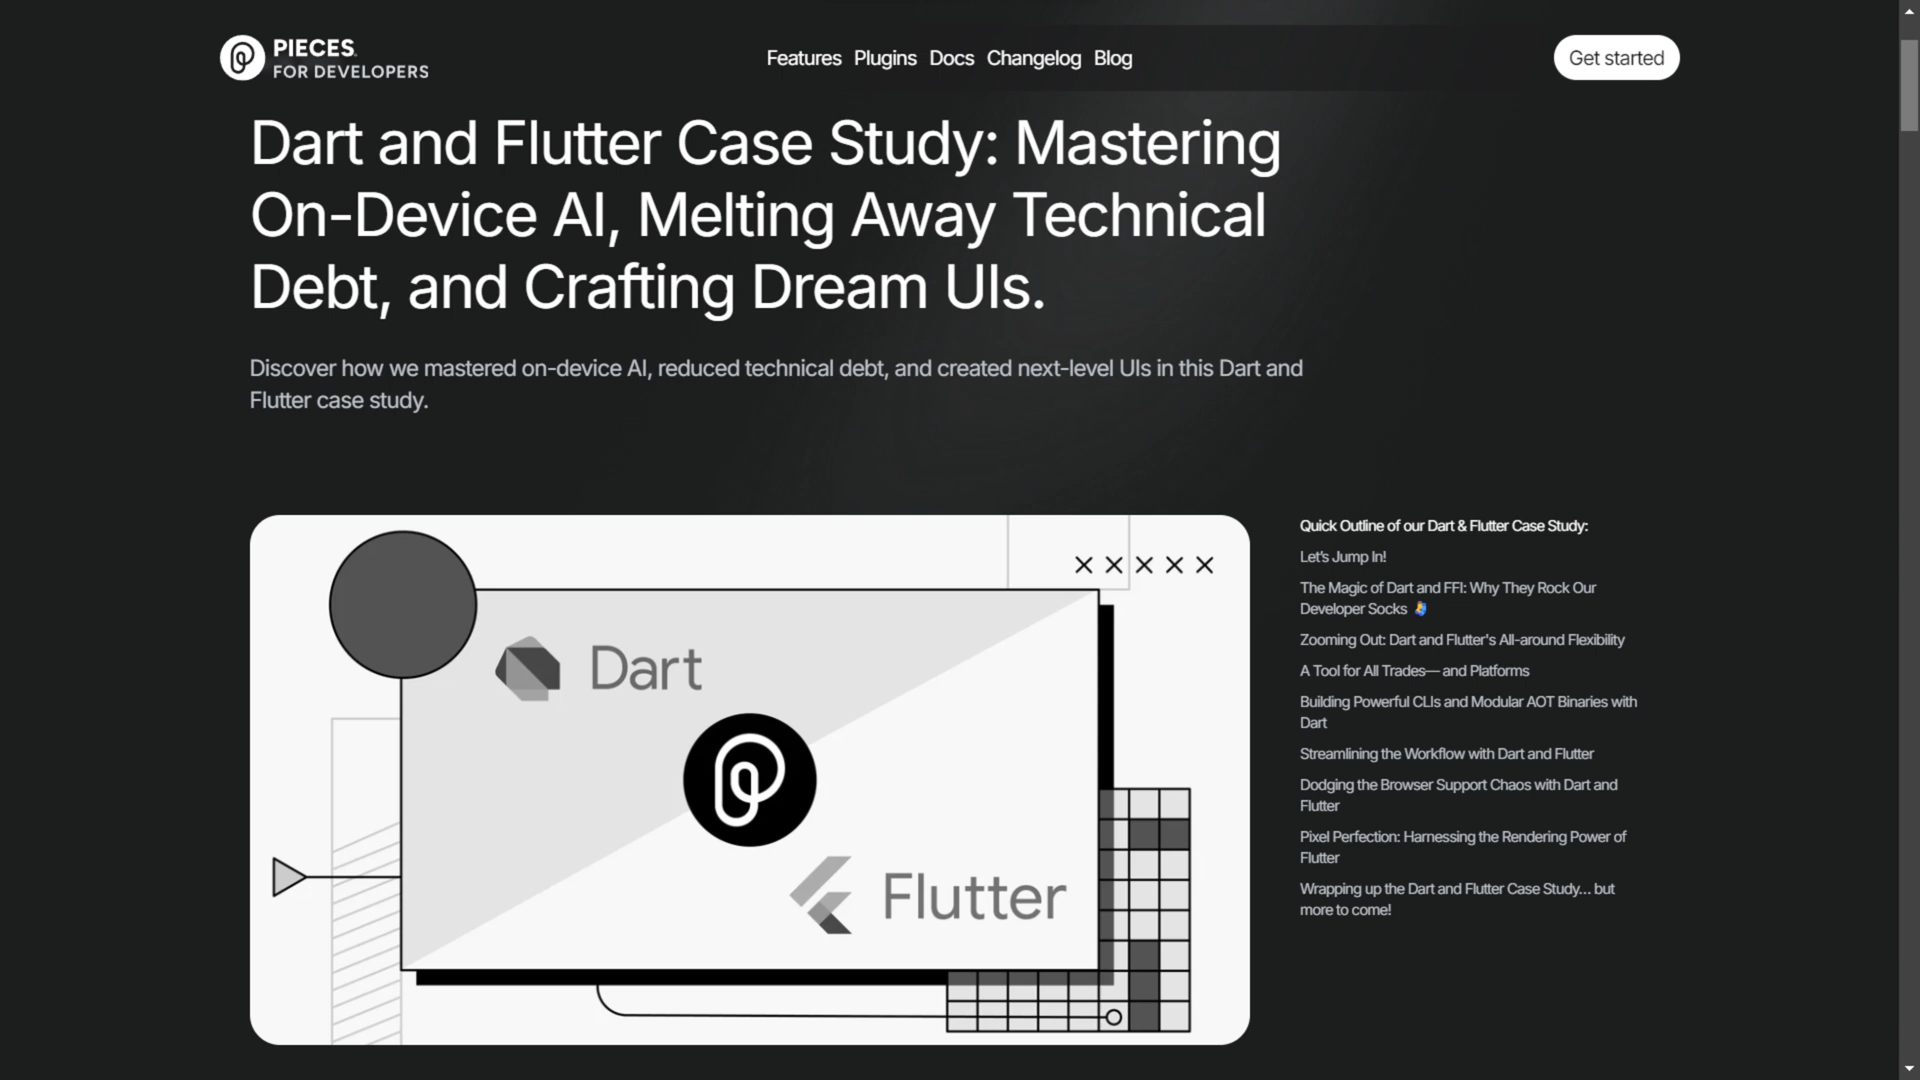 PIECES
FOR DEVELOPERS
Features Plugins Docs Changelog Blog
Get started
Dart and Flutter Case Study: Mastering
On-Device AI, Melting Away Technical
Debt, and Crafting Dream UIs.
Discover how we mastered on-device AI, reduced technical debt, and created next-level UIs in this Dart and
Flutter case study.
Dart
Flutter
Quick Outline of our Dart & Flutter Case Study:
Let's Jump In!
The Magic of Dart and FFI: Why They Rock Our
Developer Socks 🧦
Zooming Out: Dart and Flutter's All-around Flexibility
A Tool for All Trades— and Platforms
Building Powerful CLIs and Modular AOT Binaries with
Dart
Streamlining the Workflow with Dart and Flutter
Dodging the Browser Support Chaos with Dart and
Flutter
Pixel Perfection: Harnessing the Rendering Power of
Flutter
Wrapping up the Dart and Flutter Case Study... but
more to come!